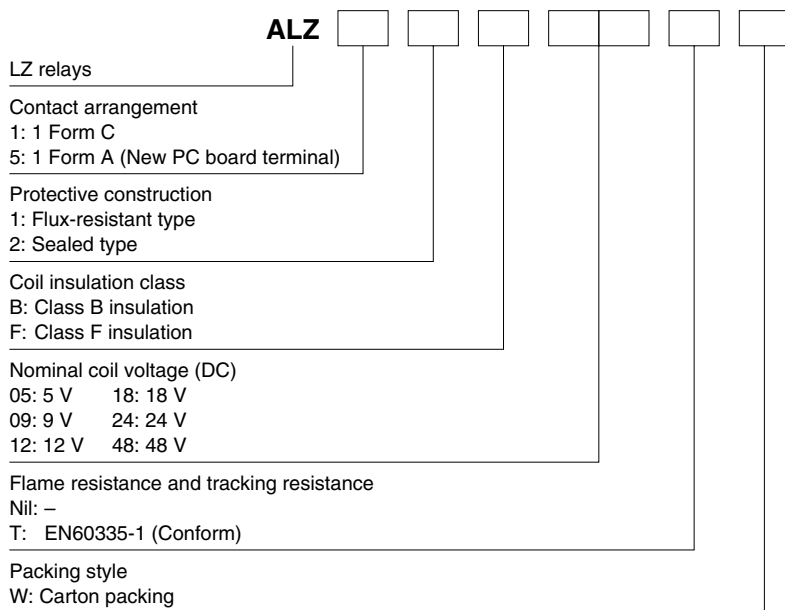 ALZ
LZ relays
Contact arrangement
1: 1 Form C
5: 1 Form A (New PC board terminal)
Protective construction
1: Flux-resistant type
2: Sealed type
Coil insulation class
B: Class B insulation
F: Class F insulation
Nominal coil voltage (DC)
05: 5 V 18: 18 V
09: 9 V 24: 24 V
12: 12 V 48: 48 V
Flame resistance and tracking resistance
Nil: –
T: EN60335-1 (Conform)
Packing style
W: Carton packing